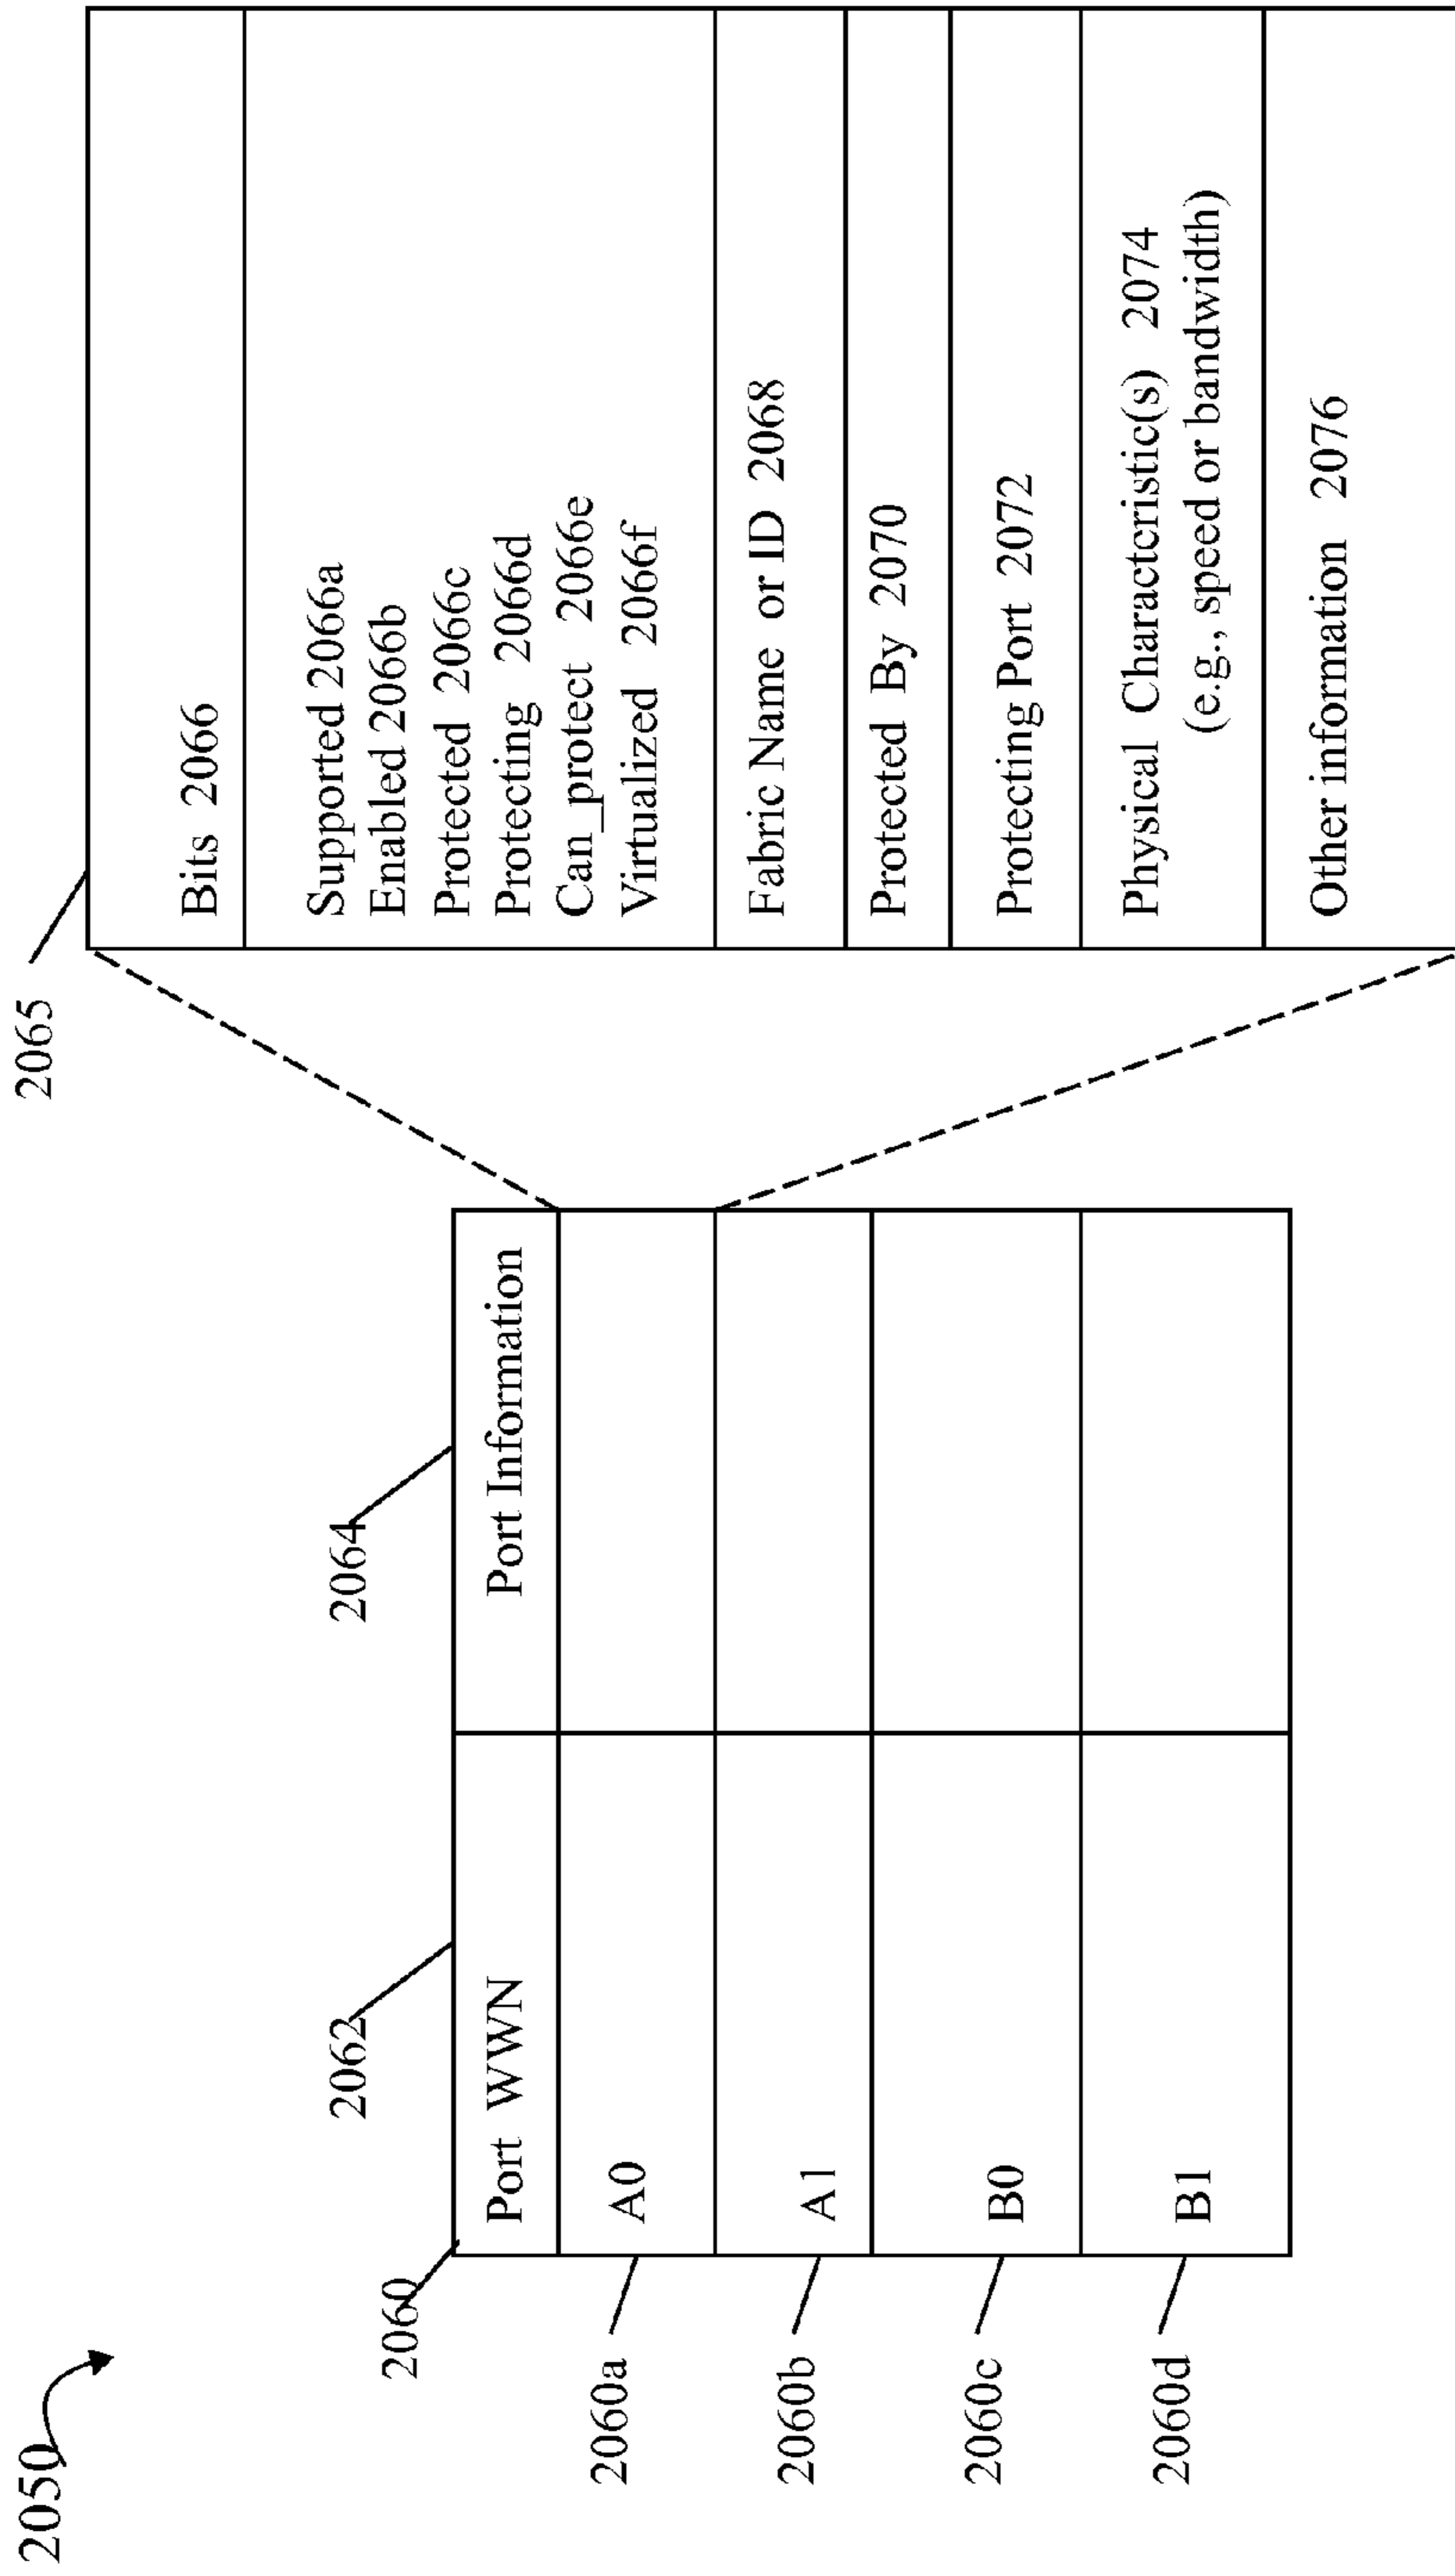 2050
2065
2060
2062
2064
Port WWN
Port Information
2060a
A0
2060b
A1
2060c
B0
2060d
B1
Bits 2066
Supported 2066a
Enabled 2066b
Protected 2066c
Protecting 2066d
Can_protect 2066e
Virtualized 2066f
Fabric Name or ID 2068
Protected By 2070
Protecting Port 2072
Physical Characteristic(s) 2074
(e.g., speed or bandwidth)
Other information 2076